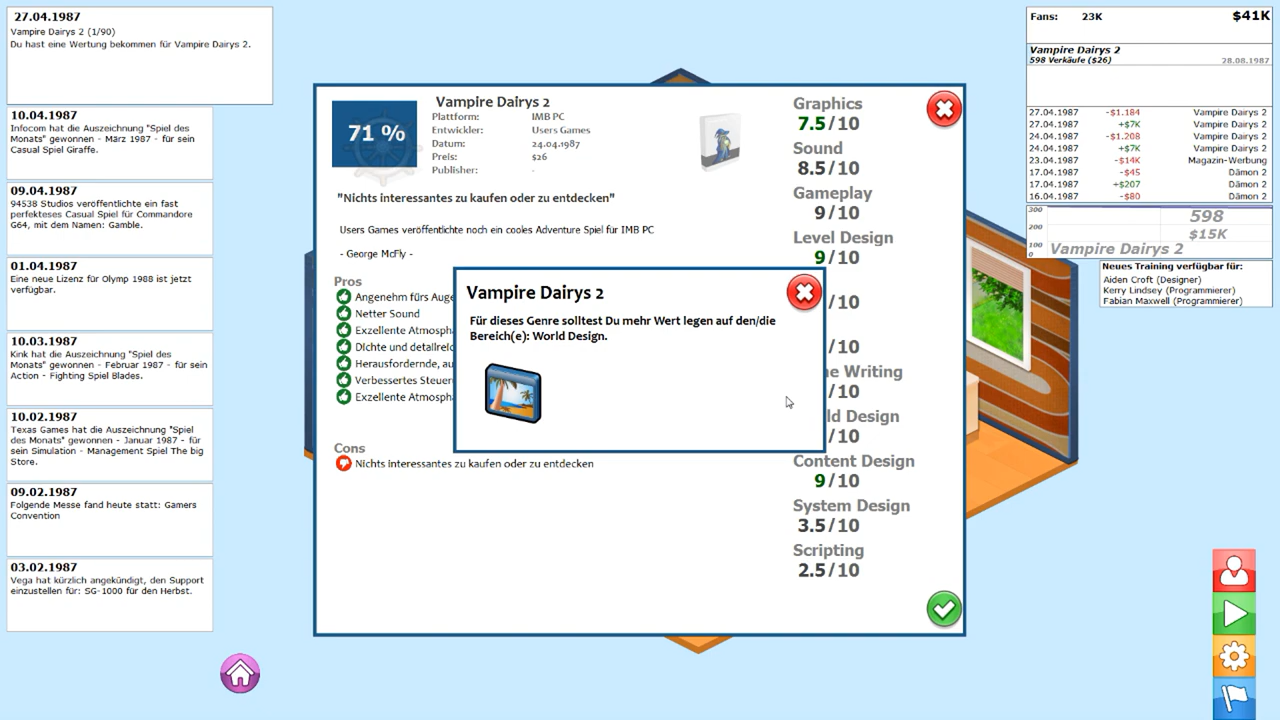 27.04.1987
Vampire Dairys 2 (1/90)
Du hast eine Wertung bekommen für Vampire Dairys 2.
10.04.1987
Infocom hat die Auszeichnung "Spiel des
Monats" gewonnen - März 1987 - für sein
Casual Spiel Giraffe.
09.04.1987
94538 Studios veröffentlichte ein fast
perfekteses Casual Spiel für Commandore
G64, mit dem Namen: Gamble.
01.04.1987
Eine neue Lizenz für Olymp 1988 ist jetzt
verfügbar.
10.03.1987
Kink hat die Auszeichnung "Spiel des
Monats" gewonnen - Februar 1987 - für sein
Action - Fighting Spiel Blades.
10.02.1987
Texas Games hat die Auszeichnung "Spiel
des Monats" gewonnen - Januar 1987 - für
sein Simulation - Management Spiel The big
Store.
09.02.1987
Folgende Messe fand heute statt: Gamers
Convention
03.02.1987
Vega hat kürzlich angekündigt, den Support
einzustellen für: SG-1000 für den Herbst.
71 %
Vampire Dairys 2
Plattform: IMB PC
Entwickler: Users Games
Datum: 24.04.1987
Preis: $26
Publisher: -
"Nichts interessantes zu kaufen oder zu entdecken"
Users Games veröffentlichte noch ein cooles Adventure Spiel für IMB PC
- George McFly -
Pros
Angenehm fürs Auge
Netter Sound
Exzellente Atmosph
Dichte und detailreic
Herausfordernde, au
Verbessertes Steuer
Exzellente Atmosph
Cons
Nichts interessantes zu kaufen oder zu entdecken
Vampire Dairys 2
Für dieses Genre solltest Du mehr Wert legen auf den/die
Bereich(e): World Design.
Graphics
7.5/10
Sound
8.5/10
Gameplay
9/10
Level Design
9/10
/10
/10
ne Writing
/10
ld Design
/10
Content Design
9/10
System Design
3.5/10
Scripting
2.5/10
Fans: 23K $41K
Vampire Dairys 2
598 Verkäufe ($26) 28.08.1987
27.04.1987 -$1.184 Vampire Dairys 2
27.04.1987 +$7K Vampire Dairys 2
24.04.1987 -$1.208 Vampire Dairys 2
24.04.1987 +$7K Vampire Dairys 2
23.04.1987 -$14K Magazin-Werbung
17.04.1987 -$45 Dämon 2
17.04.1987 +$207 Dämon 2
16.04.1987 -$80 Dämon 2
300
200
100
0
598
$15K
Vampire Dairys 2
Neues Training verfügbar für:
Aiden Croft (Designer)
Kerry Lindsey (Programmierer)
Fabian Maxwell (Programmierer)